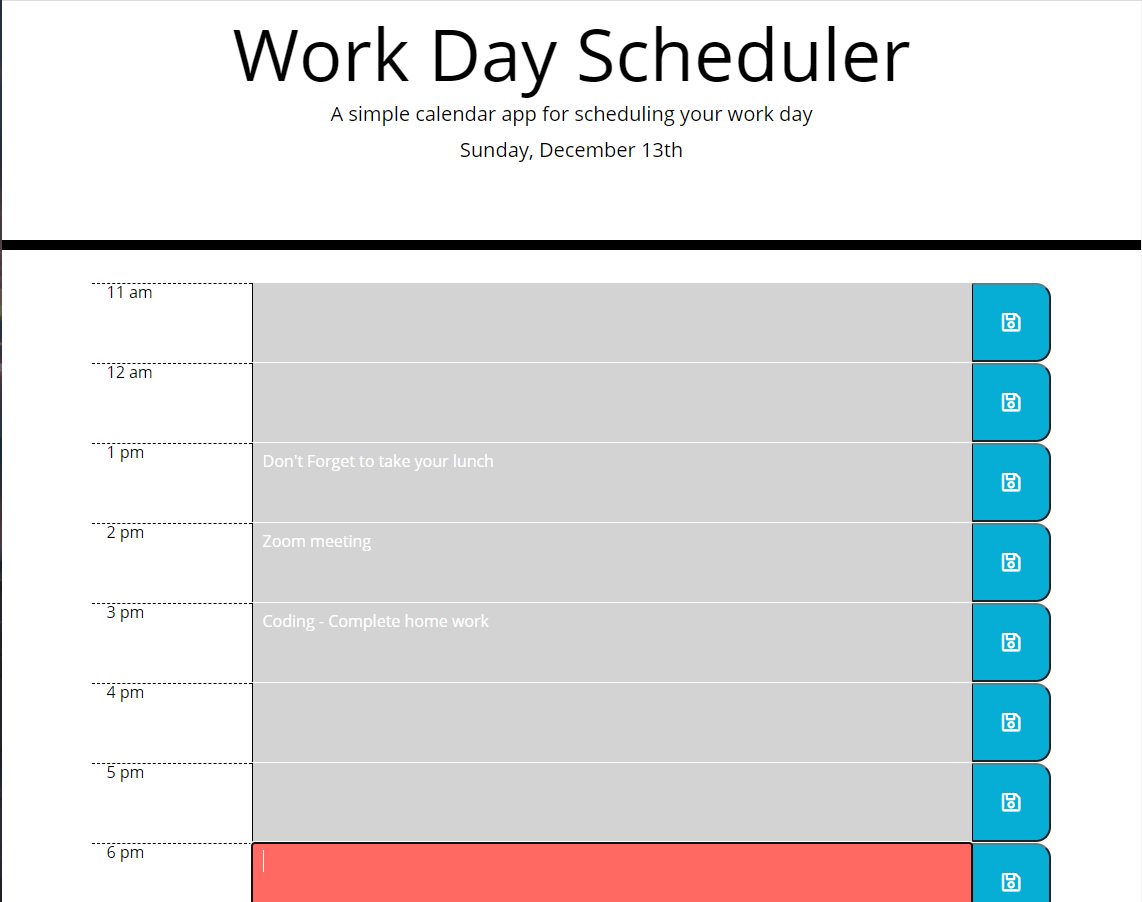 Work Day Scheduler
A simple calendar app for scheduling your work day
Sunday, December 13th
11 am
12 am
1 pm
Don't Forget to take your lunch
2 pm
Zoom meeting
3 pm
Coding - Complete home work
4 pm
5 pm
6 pm